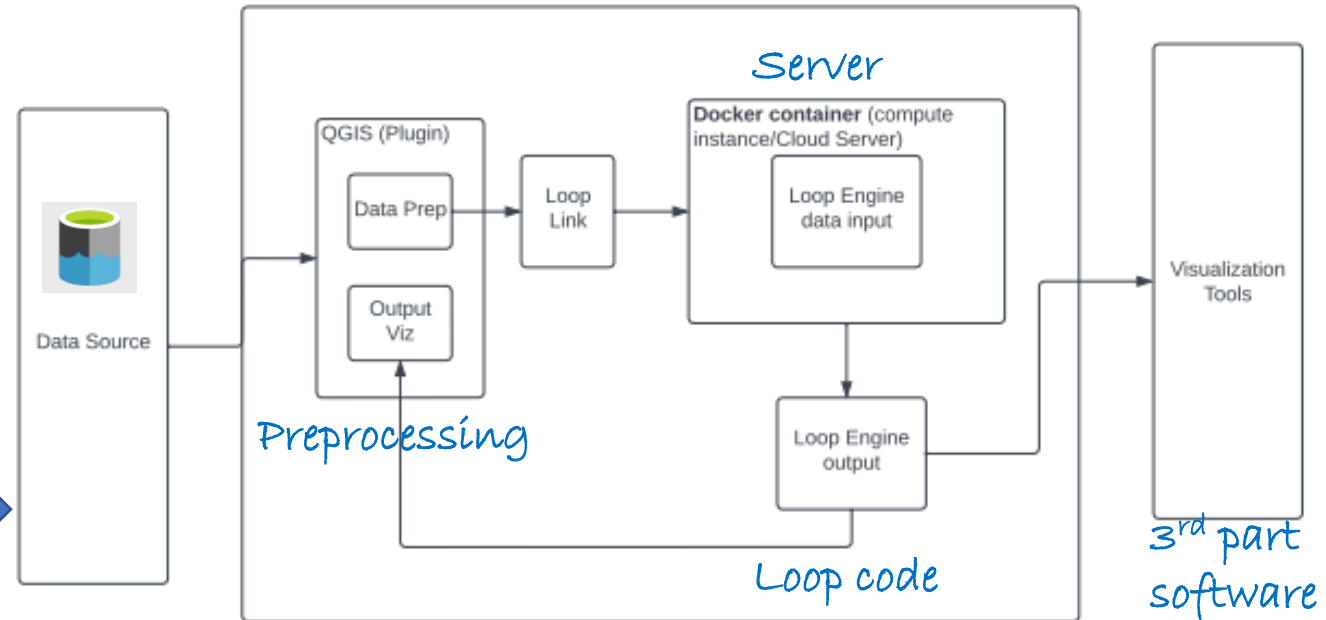 Data Source
QGIS (Plugin)
Data Prep
Output
Viz
Preprocessing
Loop
Link
Server
Docker container (compute
instance/Cloud Server)
Loop Engine
data input
Loop Engine
output
Loop code
Visualization
Tools
3rd part
software